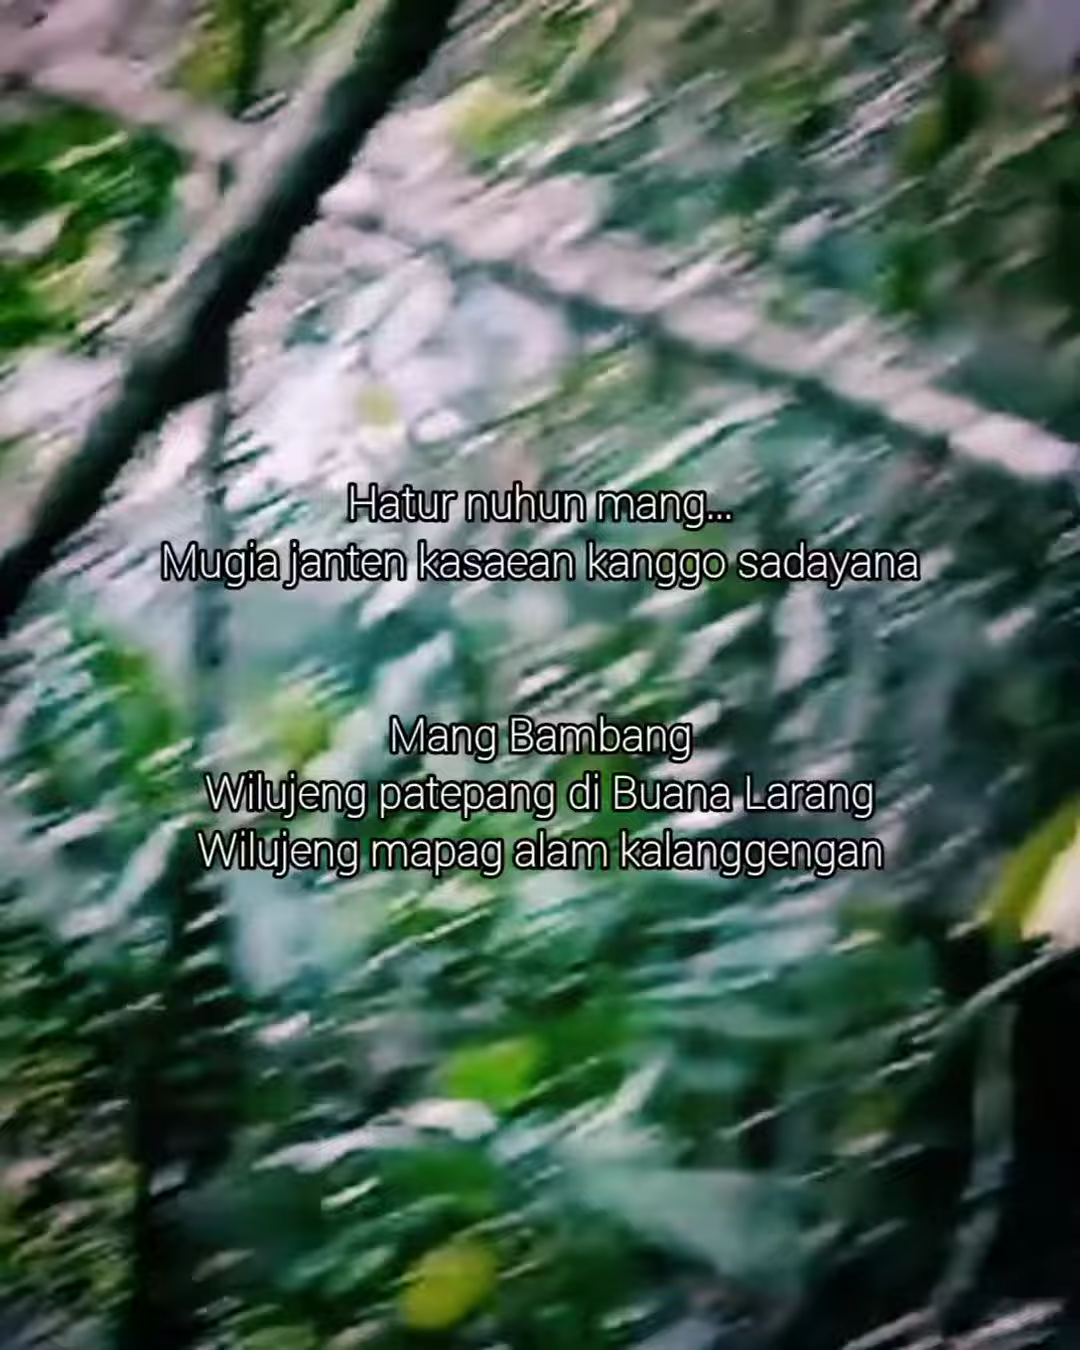 Hatur nuhun mang...
Mugia janten kasaean kanggo sadayana
Mang Bambang
Wilujeng patepang di Buana Larang
Wilujeng mapag alam kalanggengan